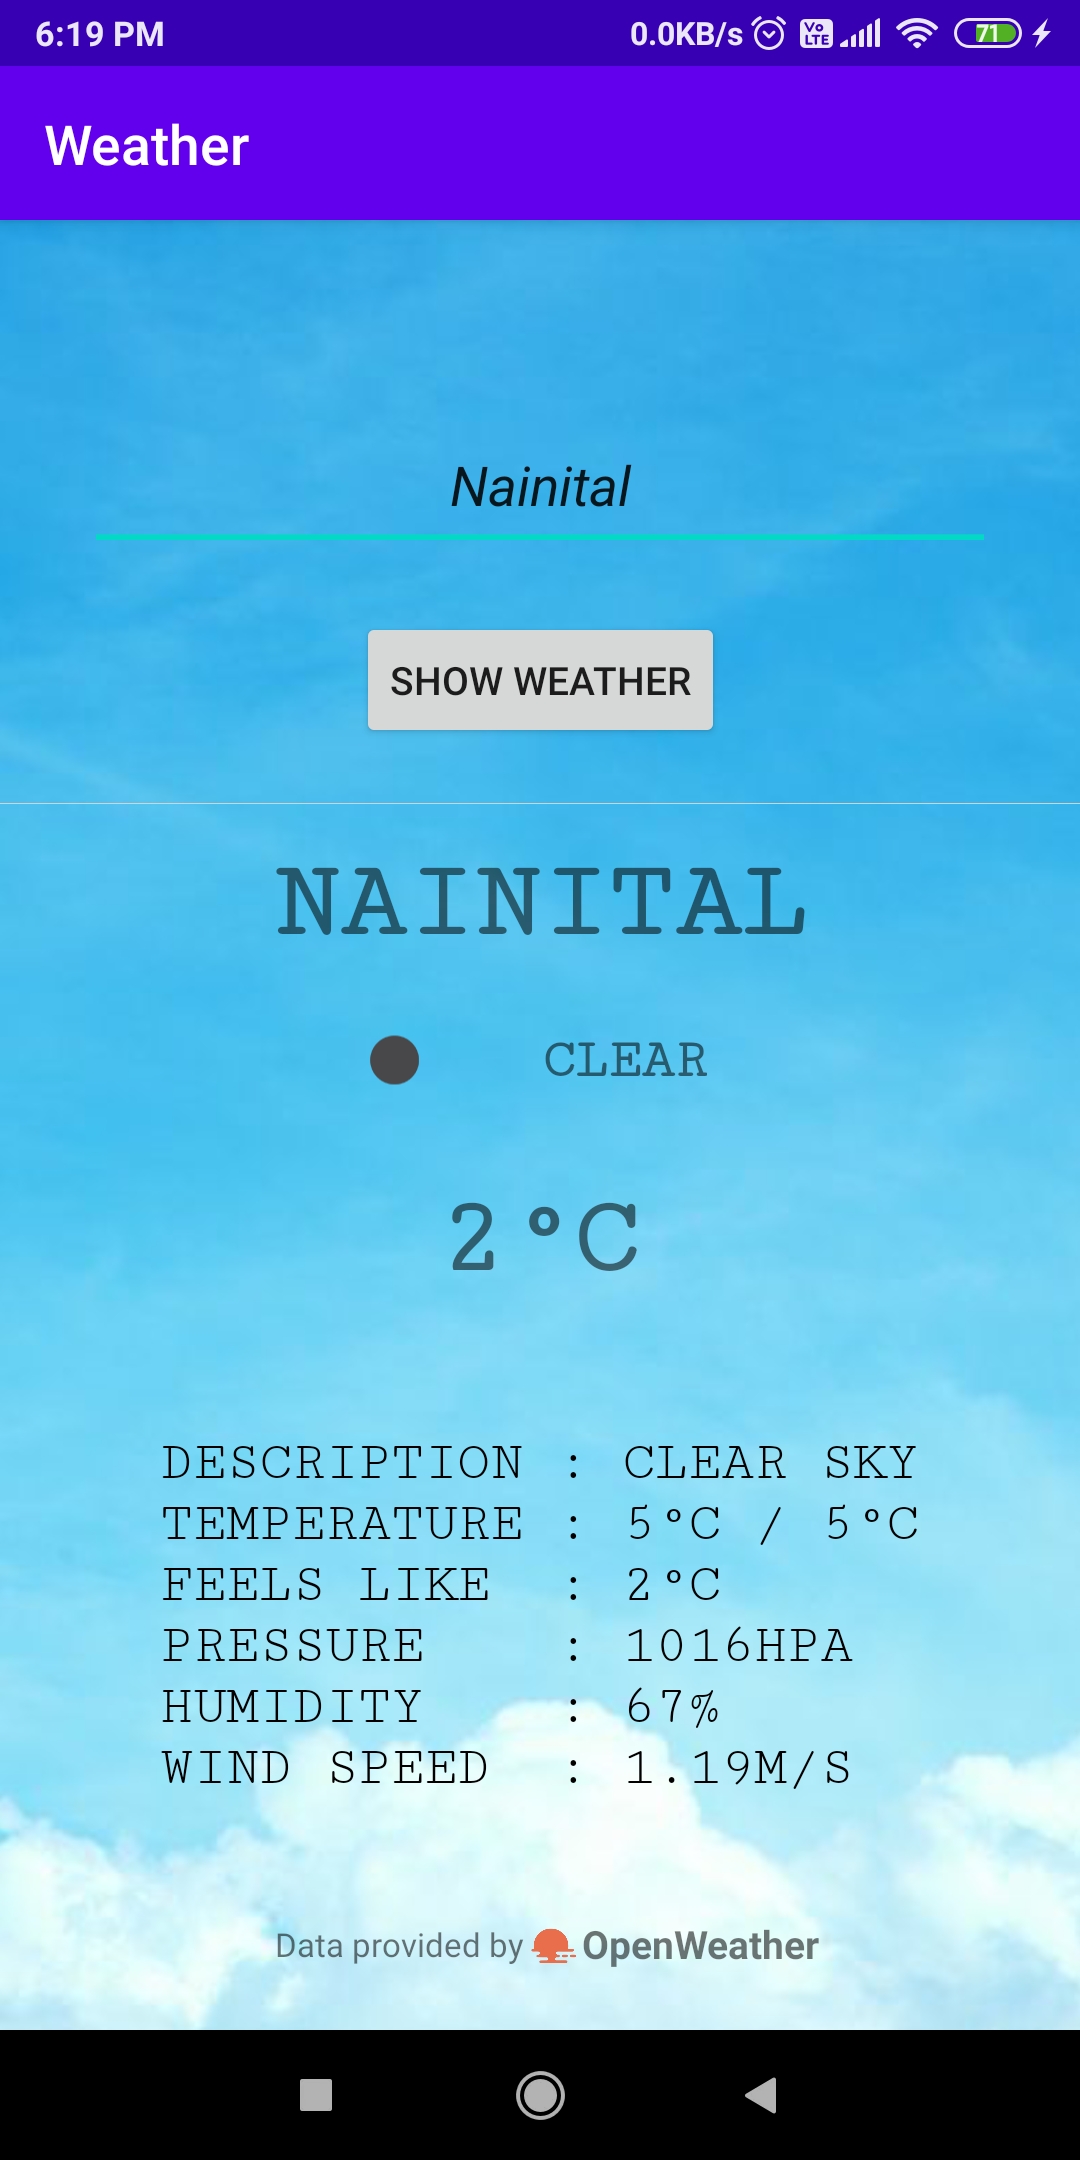 6:19 PM 0.0KB/s Vo LTE 71
Weather
Nainital
SHOW WEATHER
NAINITAL
CLEAR
2°C
DESCRIPTION : CLEAR SKY
TEMPERATURE : 5°C / 5°C
FEELS LIKE : 2°C
PRESSURE : 1016HPA
HUMIDITY : 67%
WIND SPEED : 1.19M/S
Data provided by OpenWeather